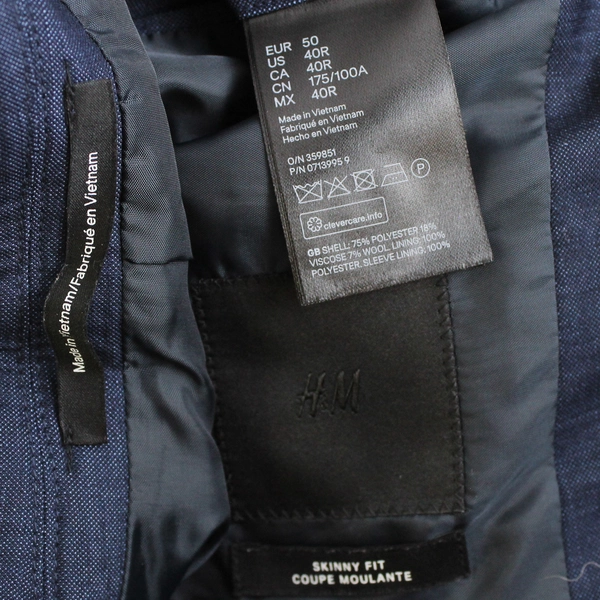 EUR 50
US 40R
CA 40R
CN 175/100A
MX 40R
Made in Vietnam
Fabriqué en Vietnam
Hecho en Vietnam
O/N 359851
P/N 0713995 9
P
clevercare.info
GB SHELL: 75% POLYESTER 18%
VISCOSE 7% WOOL. LINING: 100%
POLYESTER. SLEEVE LINING: 100%
POLYESTER
Made in Vietnam/Fabriqué en Vietnam
H&M
SKINNY FIT
COUPE MOULANTE